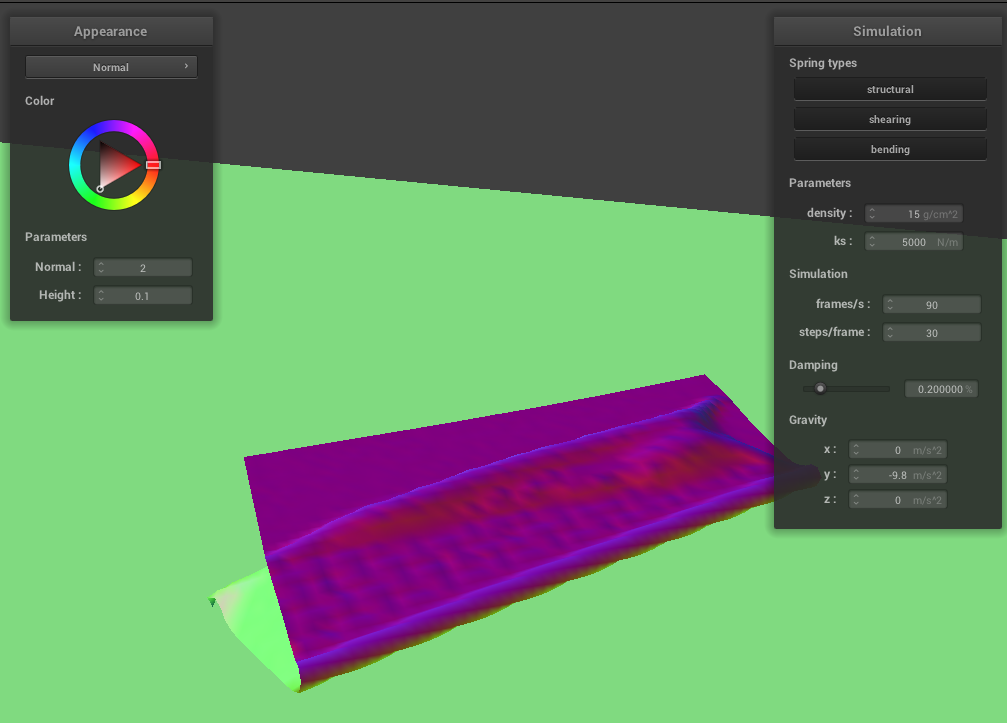 Appearance
Normal
Color
Parameters
Normal :
2
Height :
0.1
Simulation
Spring types
structural
shearing
bending
Parameters
density :
15 g/cm^2
ks :
5000 N/m
Simulation
frames/s :
90
steps/frame :
30
Damping
0.200000 %
Gravity
x :
0 m/s^2
y :
-9.8 m/s^2
z :
0 m/s^2